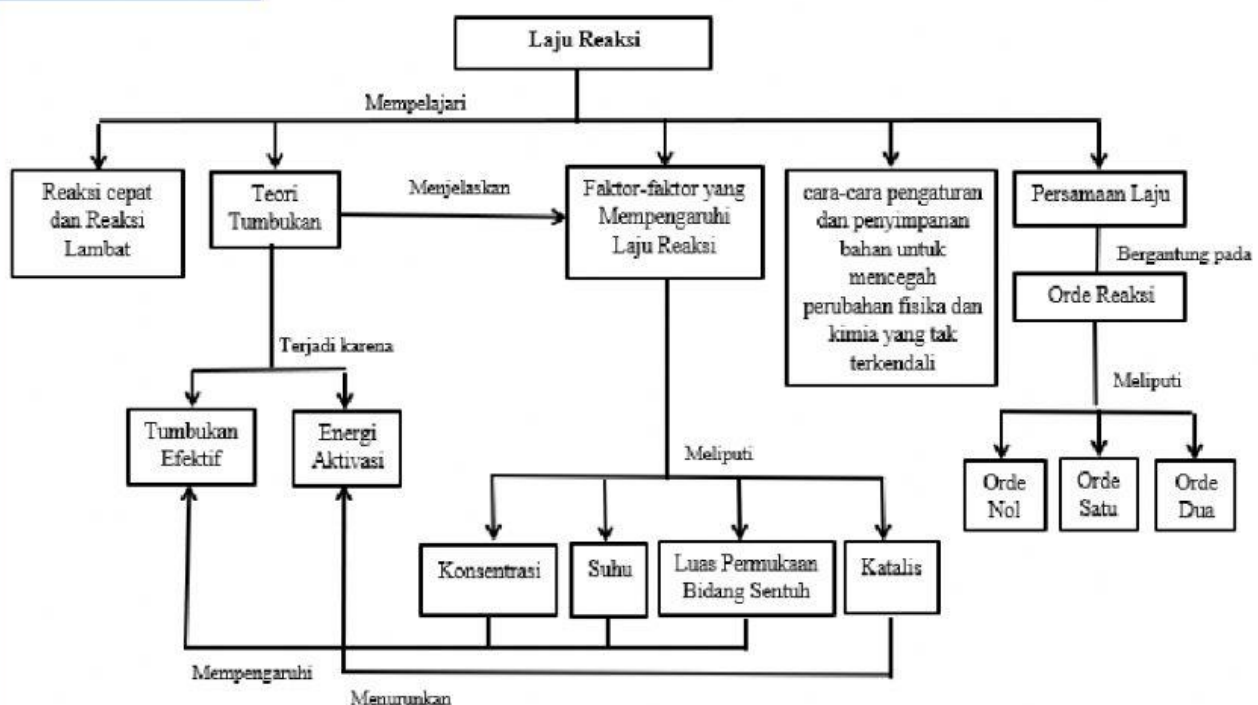 Laju Reaksi
Mempelajari
Reaksi cepat
dan Reaksi
Lambat
Teori
Tumbukan
Menjelaskan
Faktor-faktor yang
Mempengaruhi
Laju Reaksi
cara-cara pengaturan
dan penyimpanan
bahan untuk
mencegah
perubahan fisika dan
kimia yang tak
terkendali
Persamaan Laju
Bergantung pada
Orde Reaksi
Meliputi
Orde
Nol
Orde
Satu
Orde
Dua
Terjadi karena
Tumbukan
Efektif
Energi
Aktivasi
Meliputi
Konsentrasi
Suhu
Luas Permukaan
Bidang Sentuh
Katalis
Mempengaruhi
Menurunkan